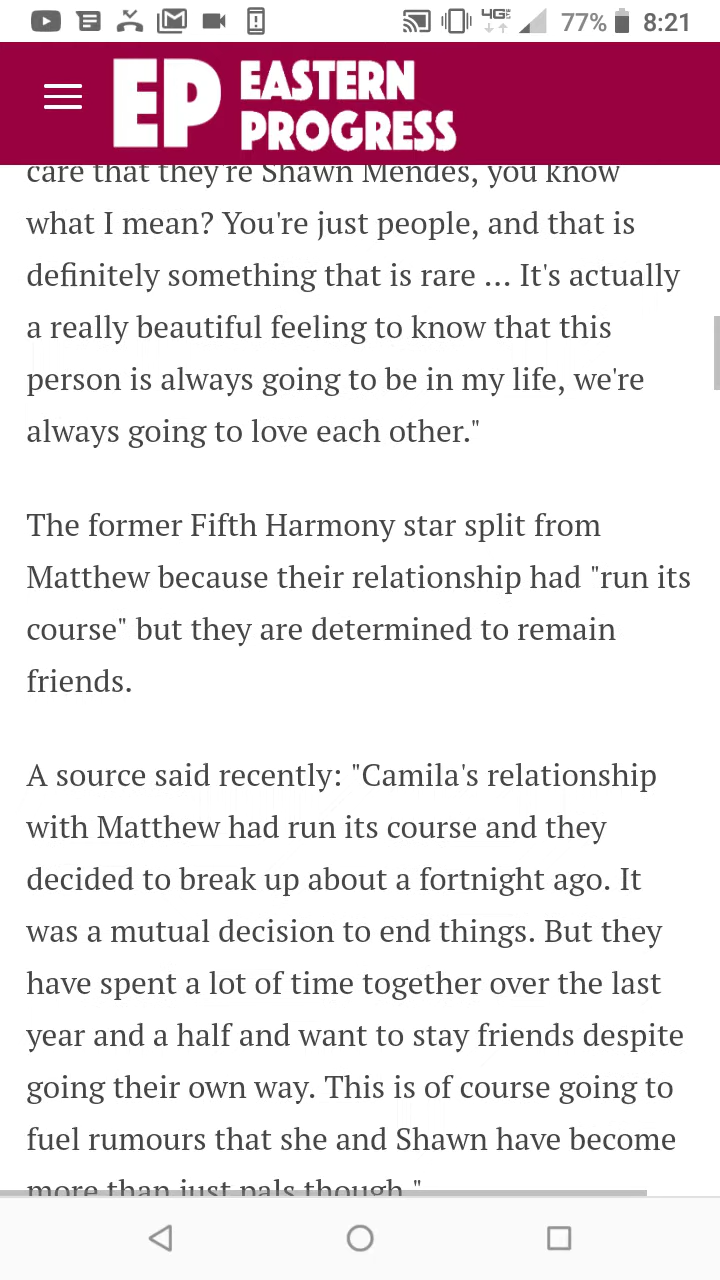 4GE 77% 8:21
EP EASTERN
PROGRESS
care that they're Shawn Mendes, you know
what I mean? You're just people, and that is
definitely something that is rare ... It's actually
a really beautiful feeling to know that this
person is always going to be in my life, we're
always going to love each other."
The former Fifth Harmony star split from
Matthew because their relationship had "run its
course" but they are determined to remain
friends.
A source said recently: "Camila's relationship
with Matthew had run its course and they
decided to break up about a fortnight ago. It
was a mutual decision to end things. But they
have spent a lot of time together over the last
year and a half and want to stay friends despite
going their own way. This is of course going to
fuel rumours that she and Shawn have become
more than just pals though."